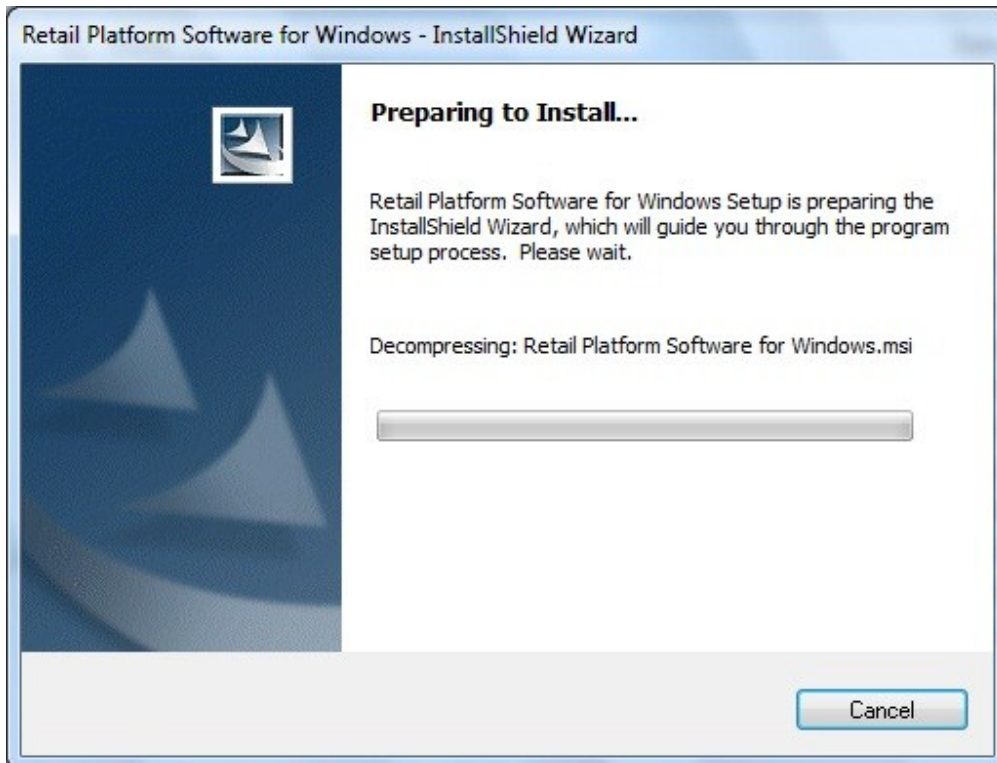 Retail Platform Software for Windows - InstallShield Wizard
Preparing to Install...
Retail Platform Software for Windows Setup is preparing the
InstallShield Wizard, which will guide you through the program
setup process.  Please wait.
Decompressing: Retail Platform Software for Windows.msi
Cancel